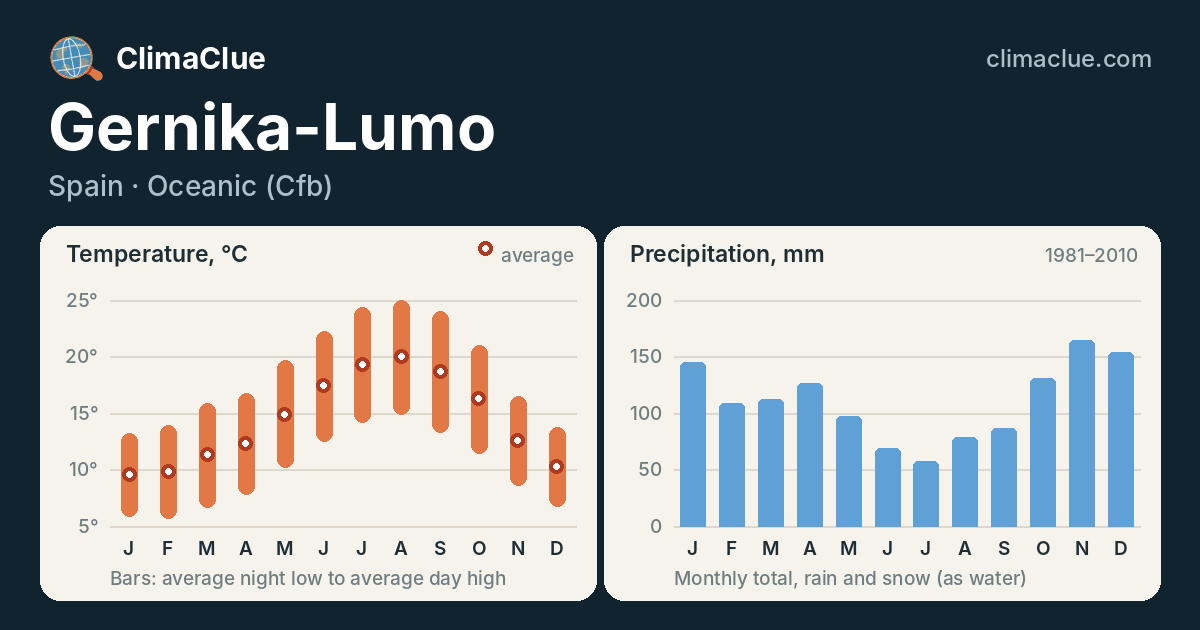 ClimaClue
climaclue.com
Gernika-Lumo
Spain · Oceanic (Cfb)
Temperature, °C
average
25°
20°
15°
10°
5°
J F M A M J J A S O N D
Bars: average night low to average day high
Precipitation, mm
1981–2010
200
150
100
50
0
J F M A M J J A S O N D
Monthly total, rain and snow (as water)